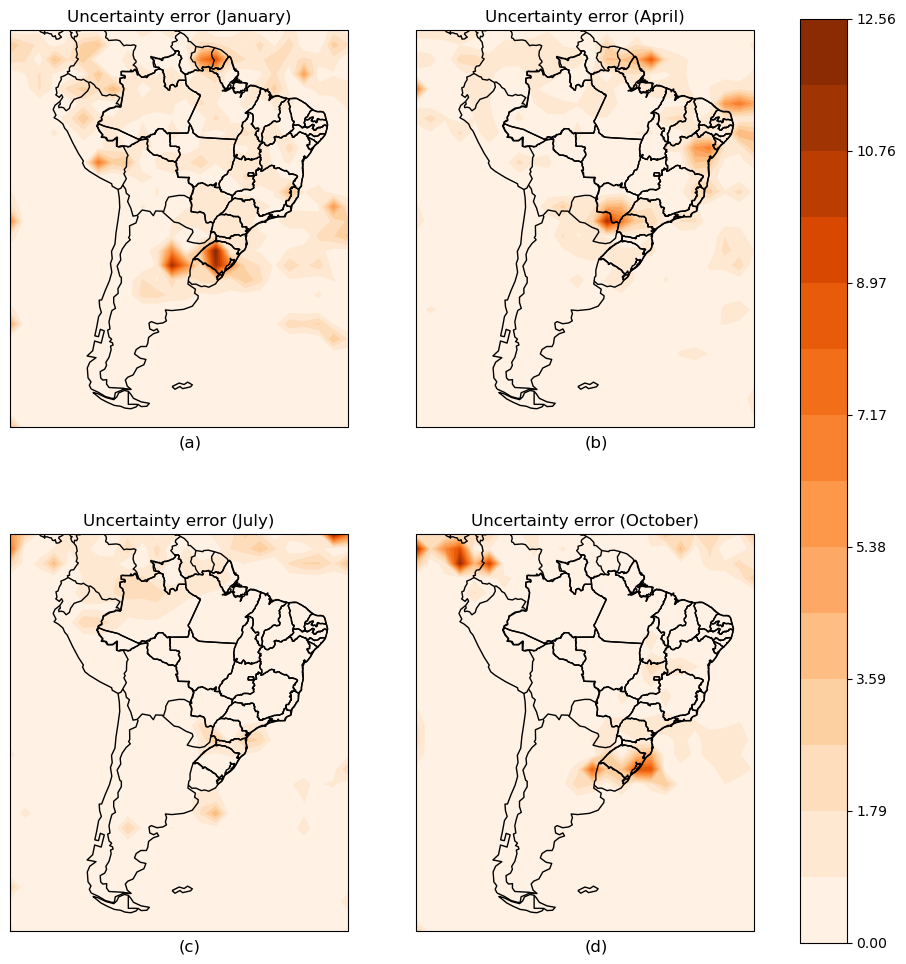 Uncertainty error (January)
Uncertainty error (April)
(a)
(b)
Uncertainty error (July)
Uncertainty error (October)
(c)
(d)
12.56
10.76
8.97
7.17
5.38
3.59
1.79
0.00